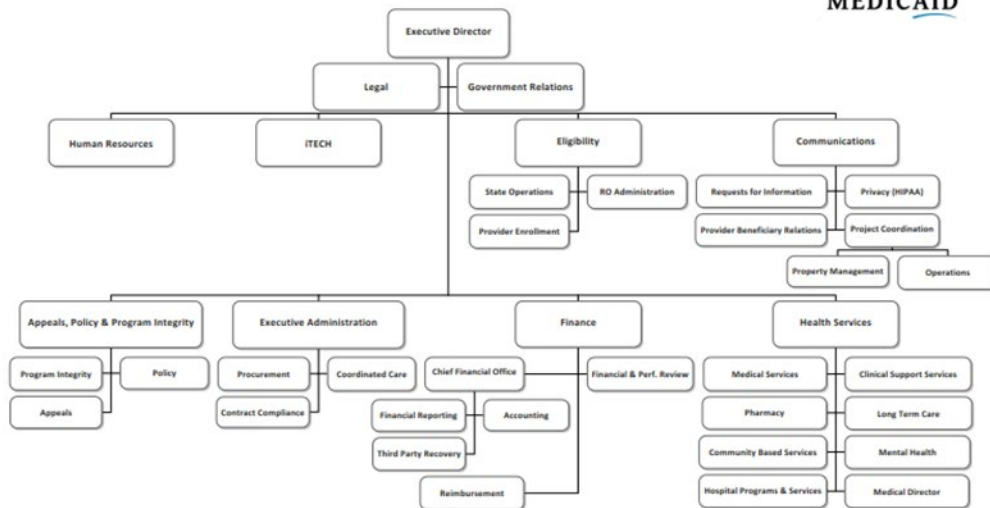 MEDICAID
Executive Director
Legal
Government Relations
Human Resources
iTECH
Eligibility
Communications
State Operations
RO Administration
Requests for Information
Privacy (HIPAA)
Provider Enrollment
Provider Beneficiary Relations
Project Coordination
Property Management
Operations
Appeals, Policy & Program Integrity
Executive Administration
Finance
Health Services
Program Integrity
Policy
Procurement
Coordinated Care
Chief Financial Office
Financial & Perf. Review
Medical Services
Clinical Support Services
Appeals
Contract Compliance
Financial Reporting
Accounting
Pharmacy
Long Term Care
Third Party Recovery
Community Based Services
Mental Health
Reimbursement
Hospital Programs & Services
Medical Director